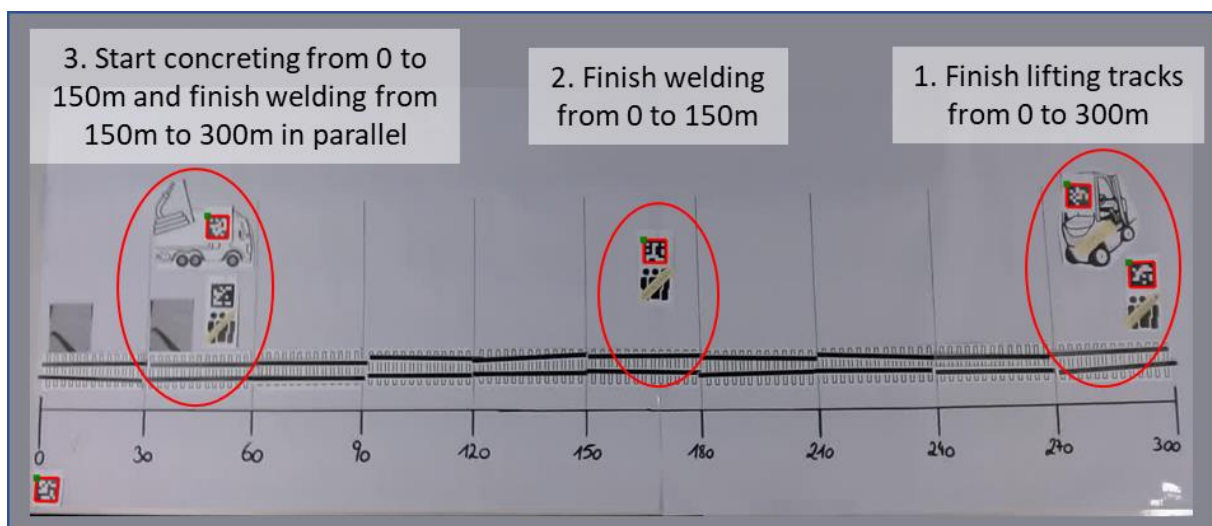 3. Start concreting from 0 to
150m and finish welding from
150m to 300m in parallel
2. Finish welding
from 0 to 150m
1. Finish lifting tracks
from 0 to 300m
0 30 60 90 120 150 180 210 240 270 300